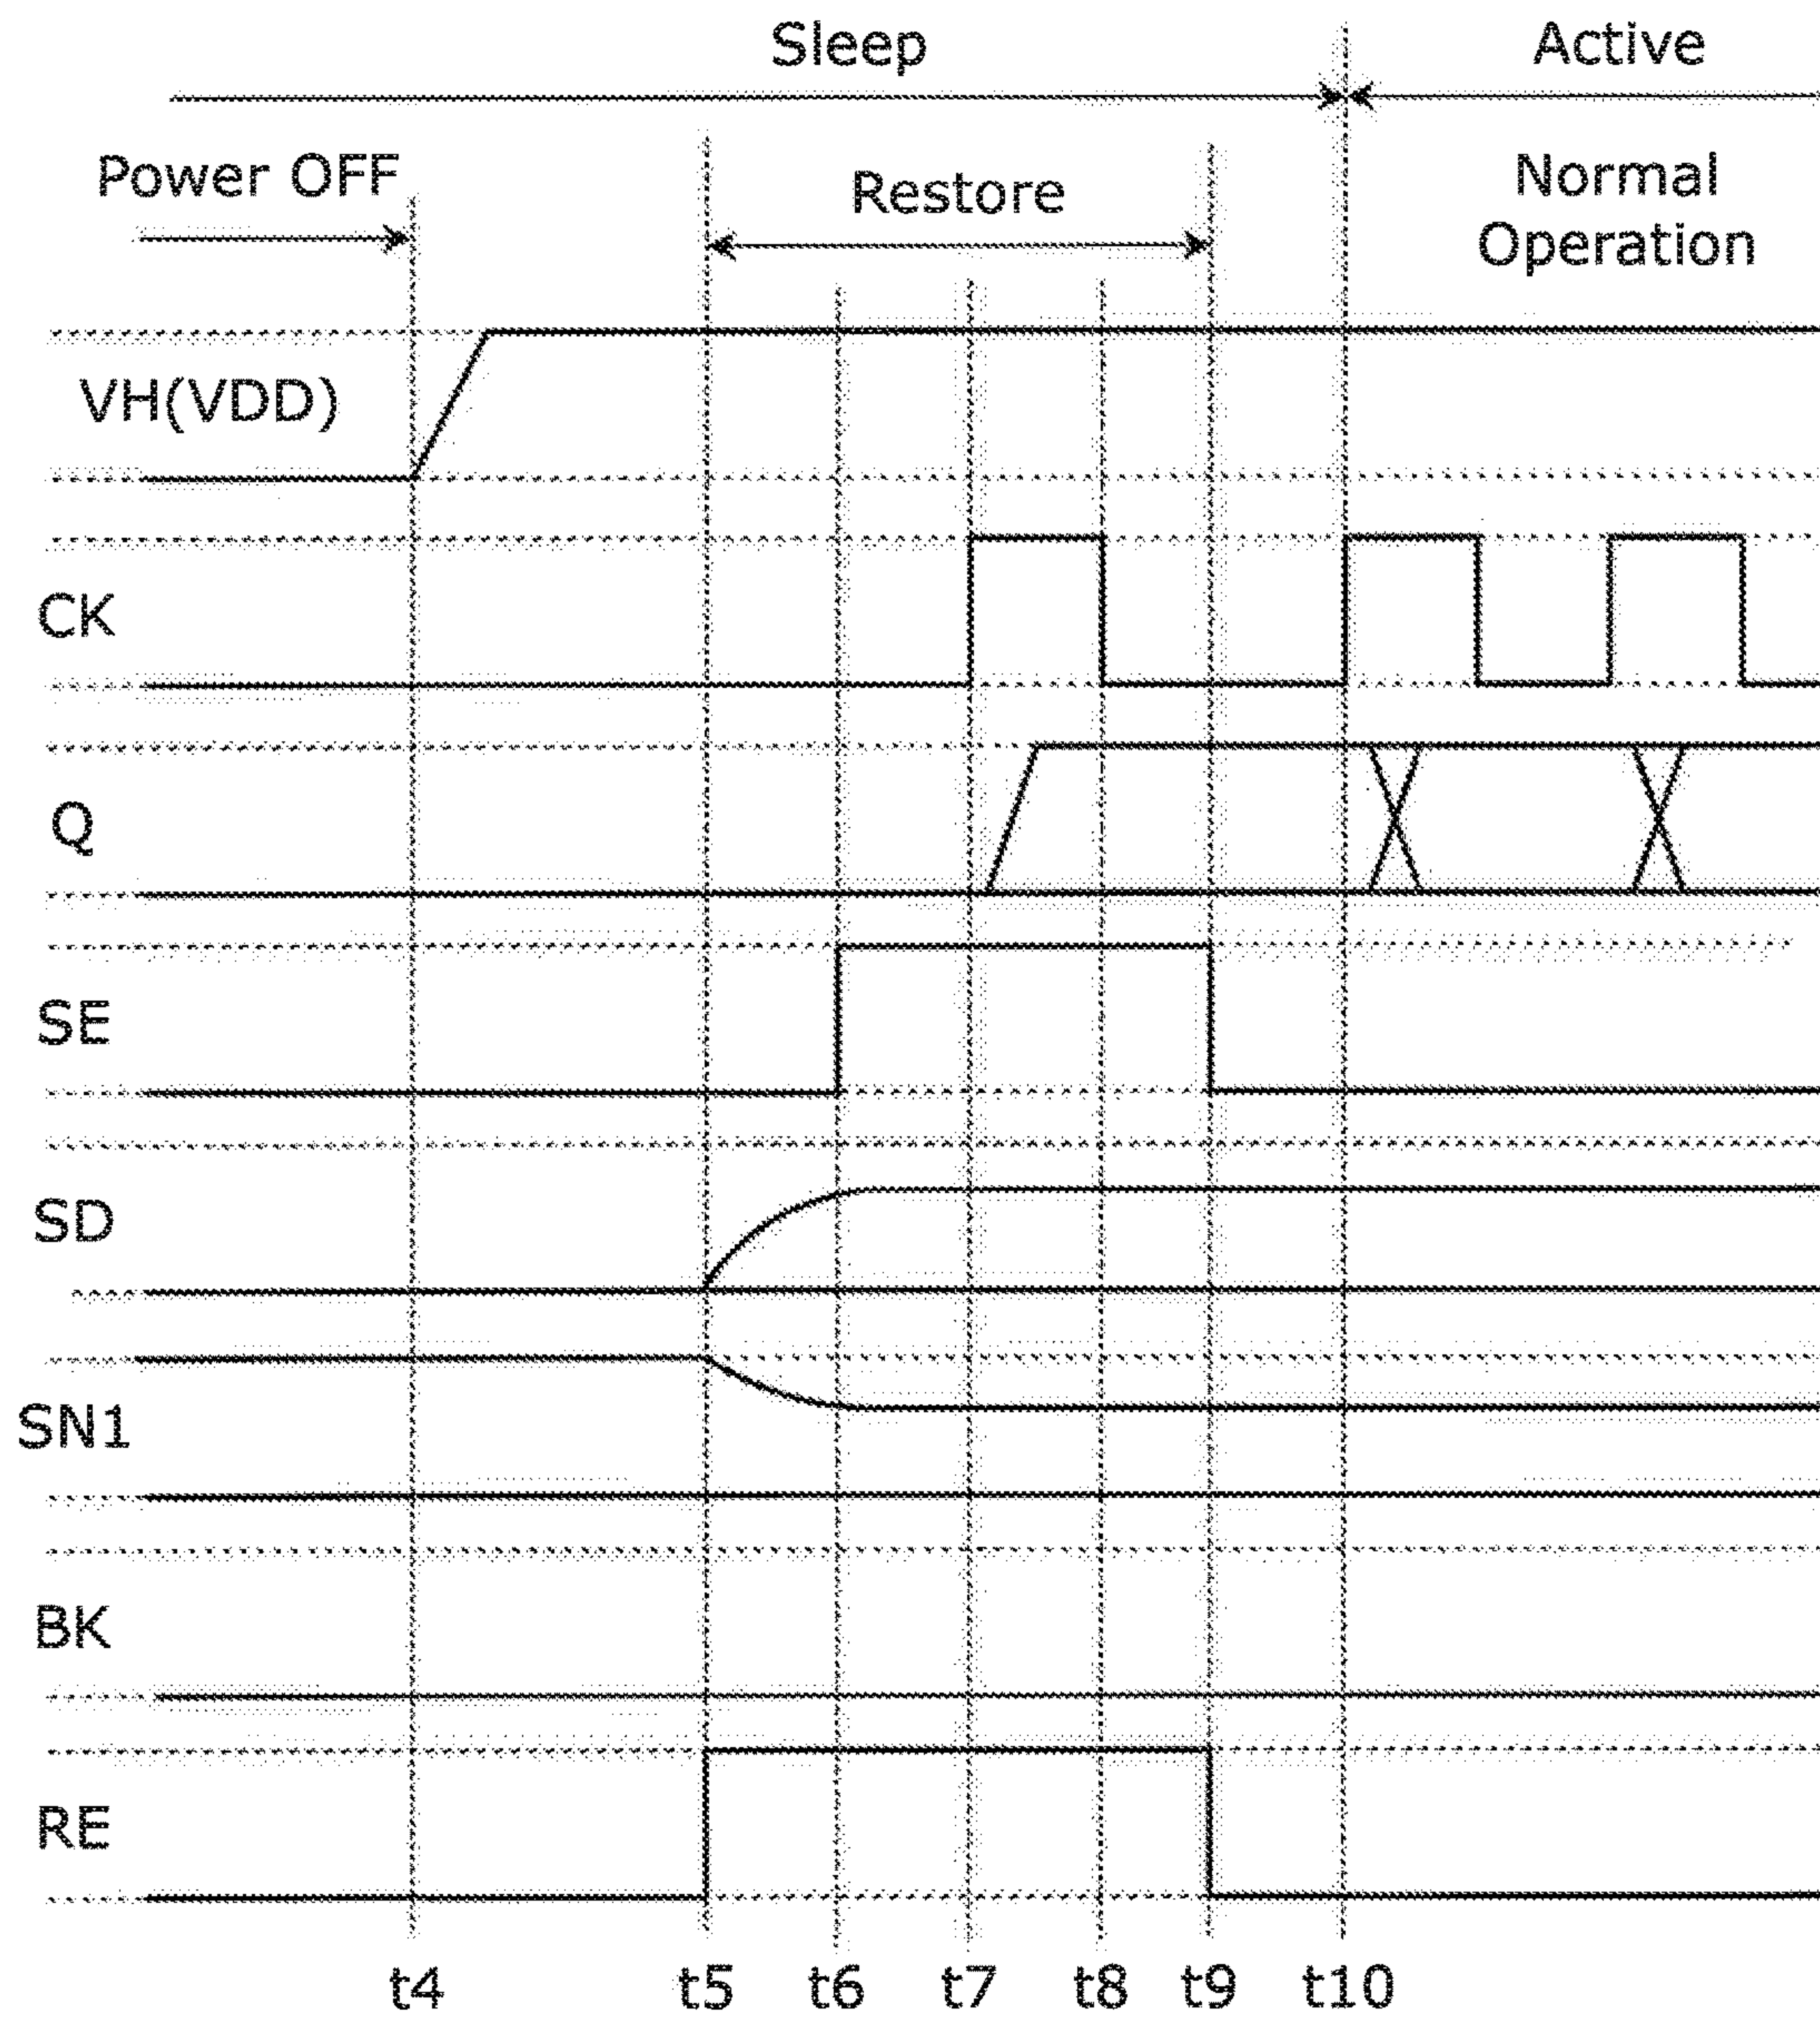 Sleep
Active
Power OFF
Restore
Normal
Operation
VH(VDD)
CK
Q
SE
SD
SN1
BK
RE
t4 t5 t6 t7 t8 t9 t10